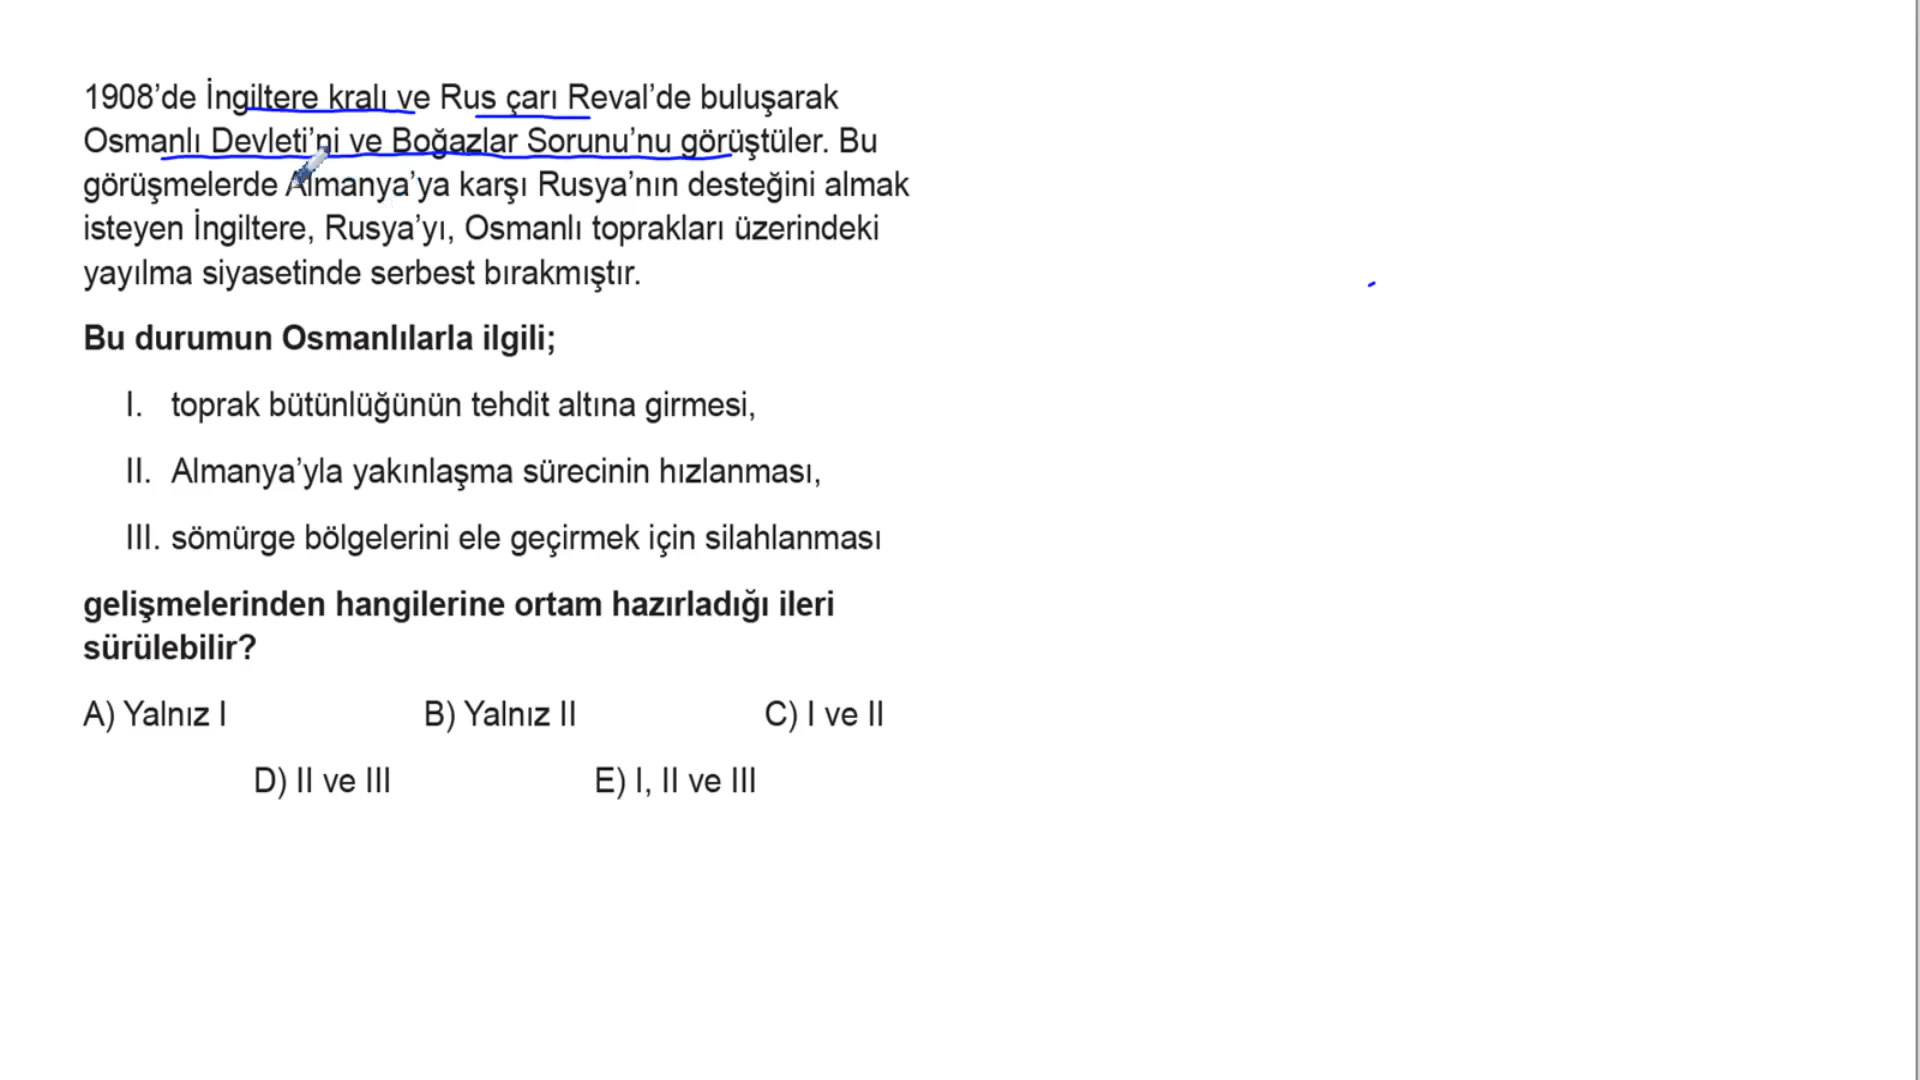 1908’de İngiltere kralı ve Rus çarı Reval’de buluşarak
Osmanlı Devleti’ni ve Boğazlar Sorunu’nu görüştüler. Bu
görüşmelerde Almanya’ya karşı Rusya’nın desteğini almak
isteyen İngiltere, Rusya’yı, Osmanlı toprakları üzerindeki
yayılma siyasetinde serbest bırakmıştır.
Bu durumun Osmanlılarla ilgili;
I. toprak bütünlüğünün tehdit altına girmesi,
II. Almanya’yla yakınlaşma sürecinin hızlanması,
III. sömürge bölgelerini ele geçirmek için silahlanması
gelişmelerinden hangilerine ortam hazırladığı ileri
sürülebilir?
A) Yalnız I B) Yalnız II C) I ve II
D) II ve III E) I, II ve III